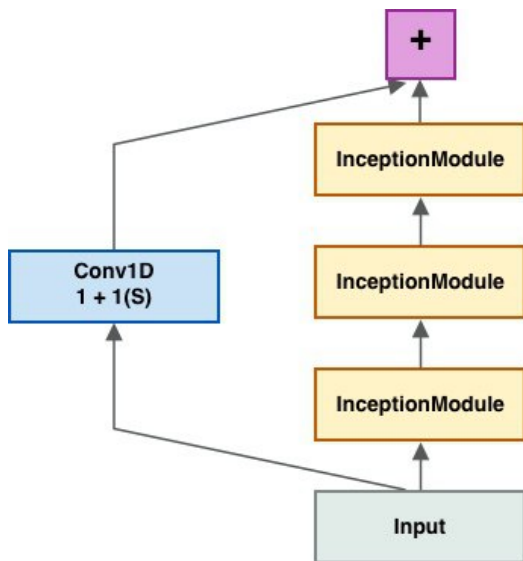 +
InceptionModule
Conv1D
1 + 1(S)
InceptionModule
InceptionModule
Input